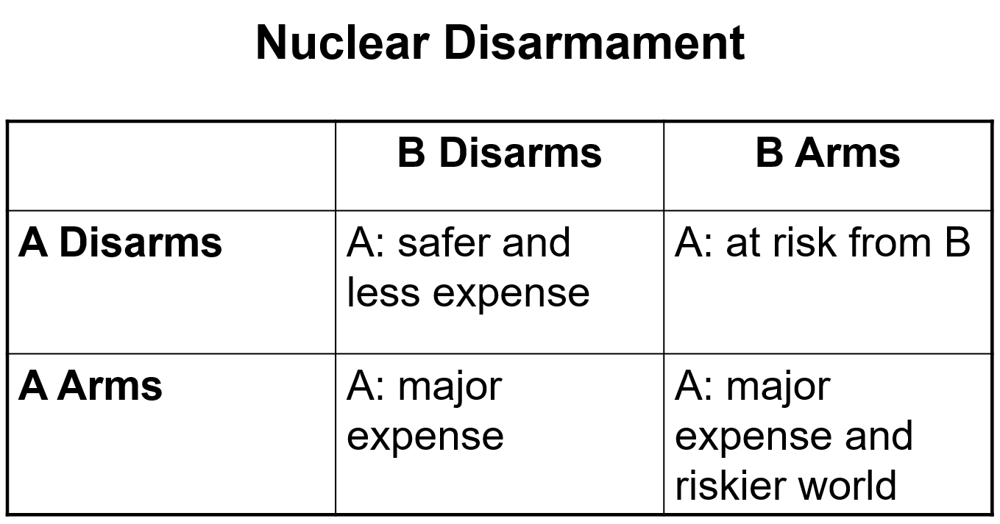 Nuclear Disarmament
B Disarms
B Arms
A Disarms
A: safer and
less expense
A: at risk from B
A Arms
A: major
expense
A: major
expense and
riskier world